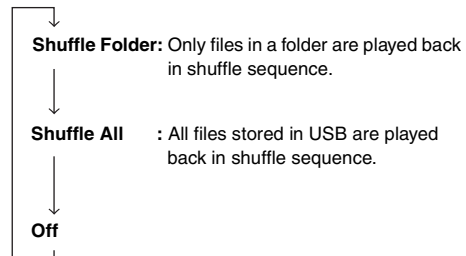 Shuffle Folder: Only files in a folder are played back
in shuffle sequence.
Shuffle All : All files stored in USB are played
back in shuffle sequence.
Off